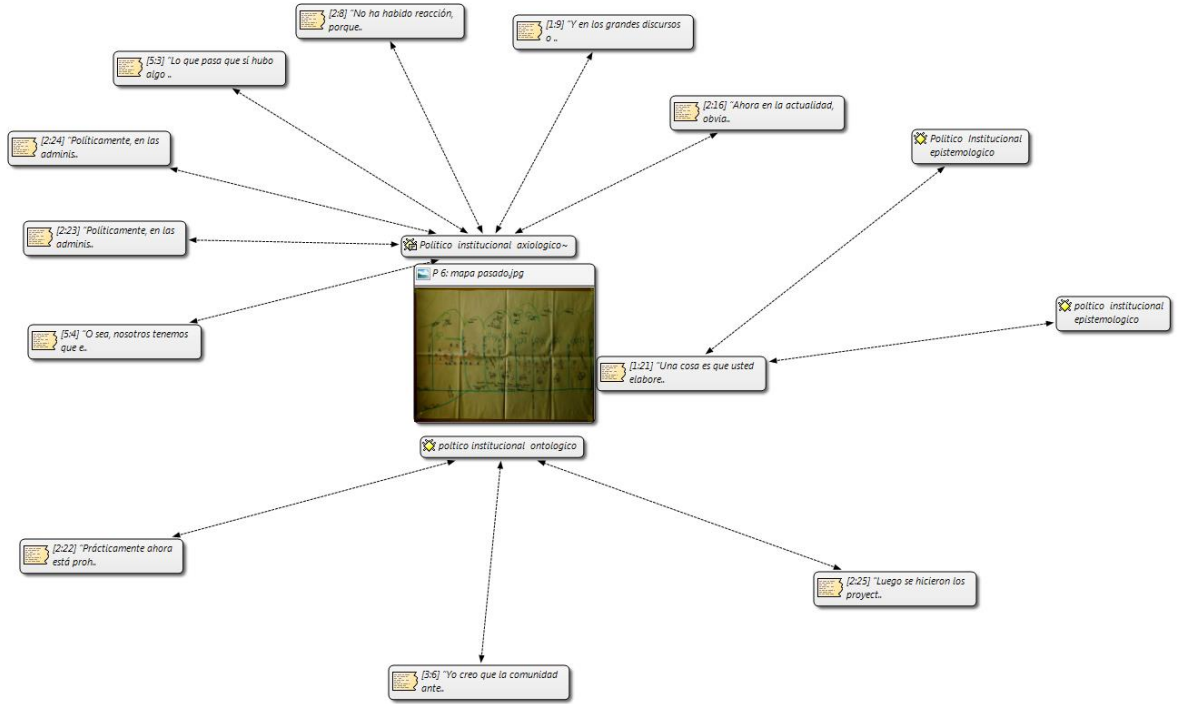 [2:8] "No ha habido reacción,
porque..
[1:9] "Y en los grandes discursos
o ..
[5:3] "Lo que pasa que sí hubo
algo ..
[2:16] "Ahora en la actualidad,
obvia..
[2:24] "Políticamente, en las
adminis..
Politico Institucional
epistemologico
[2:23] "Políticamente, en las
adminis..
Politico institucional axiologico~
P 6: mapa pasado.jpg
[5:4] "O sea, nosotros tenemos
que e..
poltico institucional
epistemologico
[1:21] "Una cosa es que usted
elabore..
poltico institucional ontologico
[2:22] "Prácticamente ahora
está proh..
[2:25] "Luego se hicieron los
proyect..
[3:6] "Yo creo que la comunidad
ante..